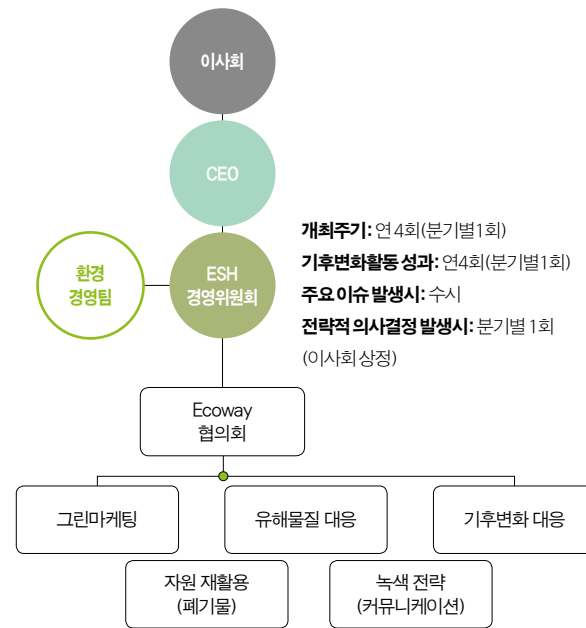 이사회
CEO
환경
경영팀
ESH
경영위원회
개최주기: 연 4회(분기별1회)
기후변화활동 성과: 연4회(분기별1회)
주요 이슈 발생시: 수시
전략적 의사결정 발생시: 분기별 1회
(이사회 상정)
Ecoway
협의회
그린마케팅
유해물질 대응
기후변화 대응
자원 재활용
(폐기물)
녹색 전략
(커뮤니케이션)